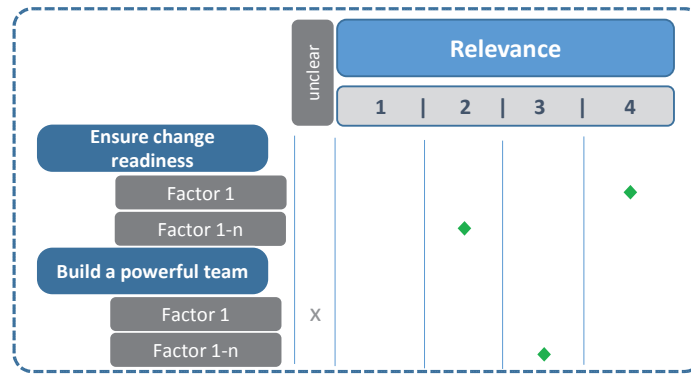 unclear
Relevance
1 | 2 | 3 | 4
Ensure change
readiness
Factor 1
Factor 1-n
Build a powerful team
Factor 1
x
Factor 1-n